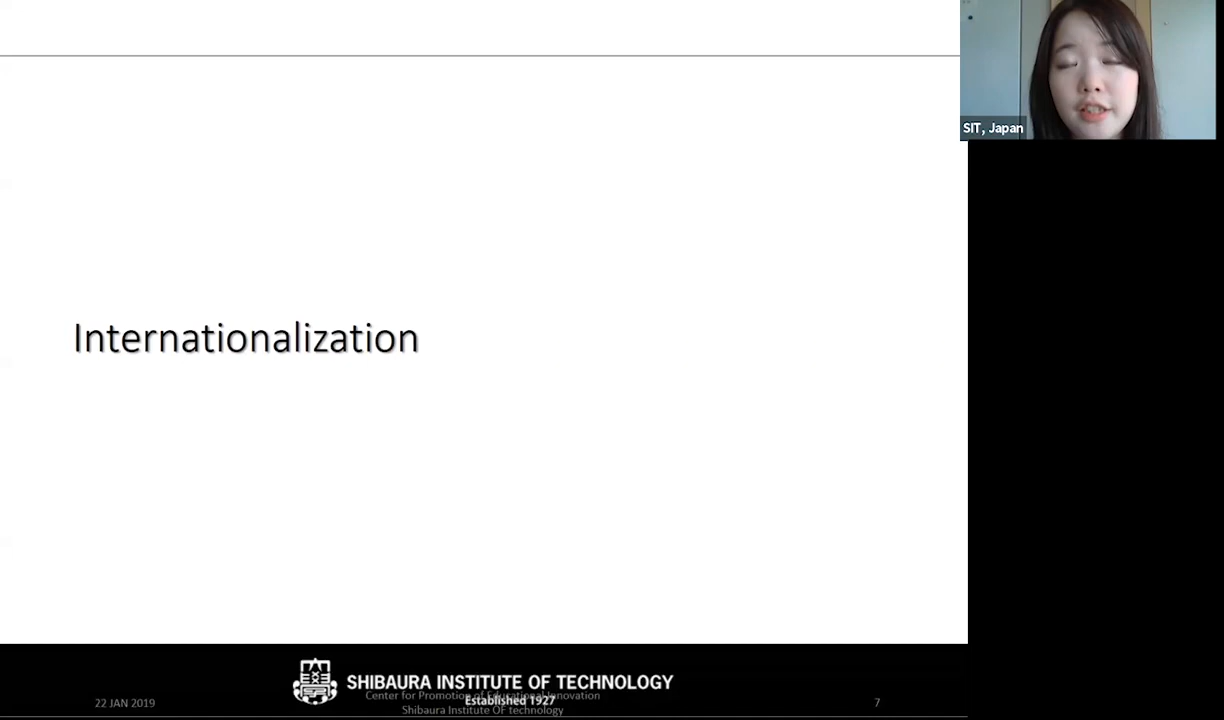 SIT, Japan
Internationalization
SHIBAURA INSTITUTE OF TECHNOLOGY
Center for Promotion of Educational Innovation
Established 1927
22 JAN 2019
Shibaura Institute OF technology
7